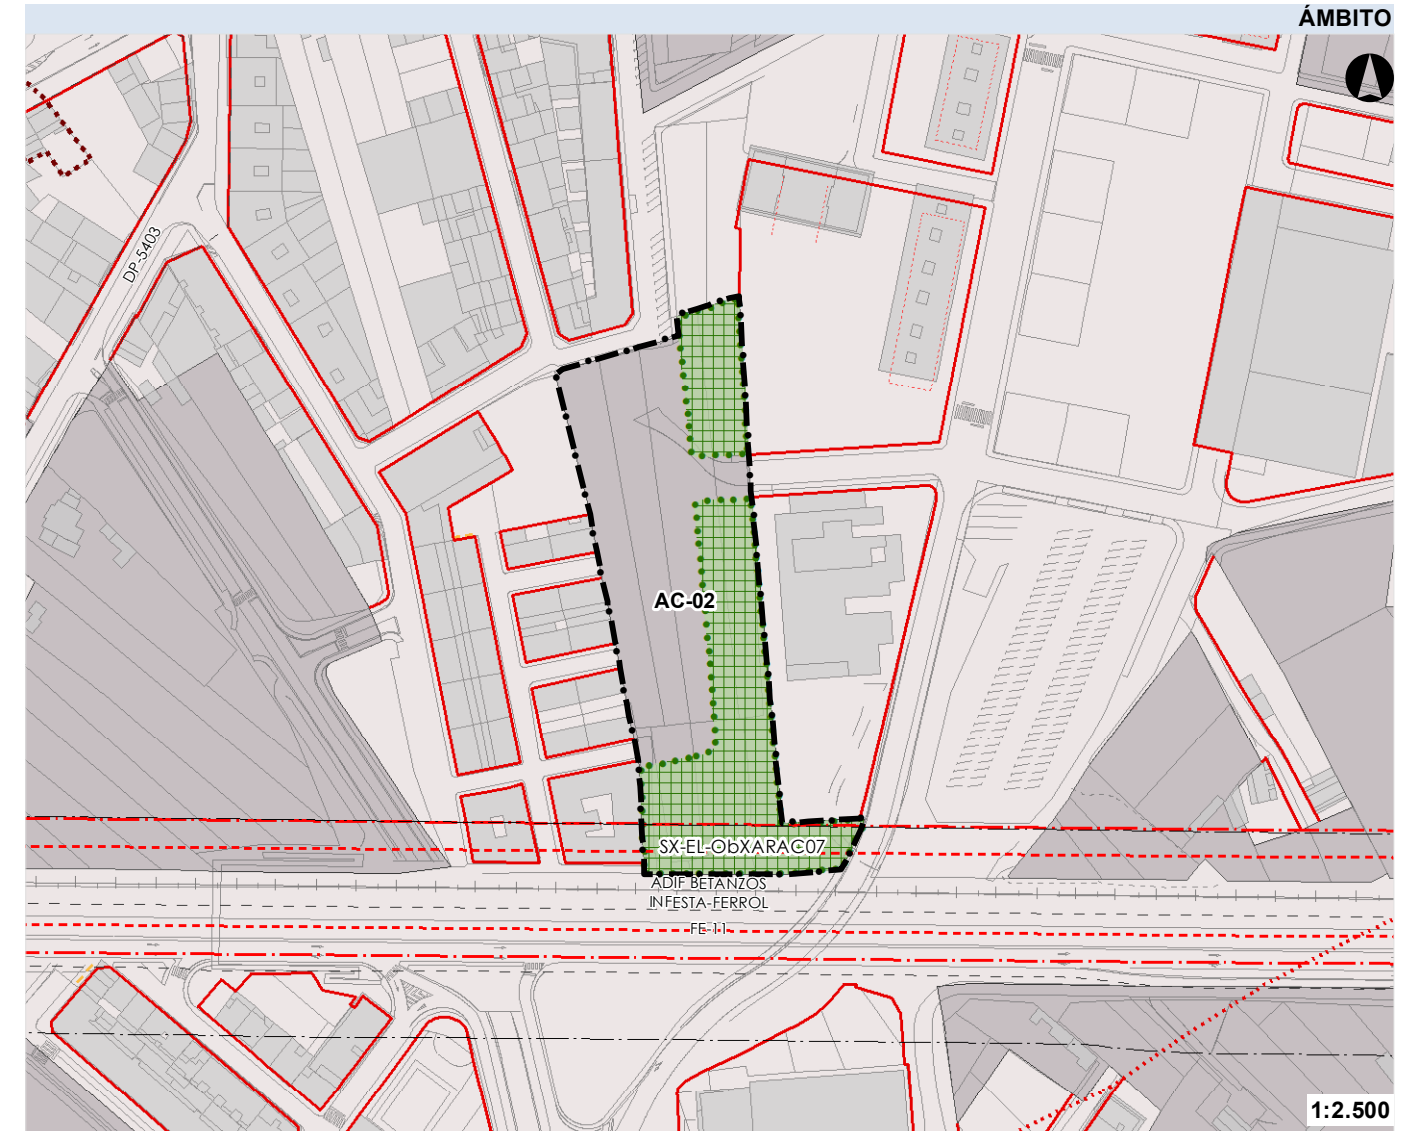 ÁMBITO
DP-5403
AC-02
SX-EL-ObXARAC07
ADIF BETANZOS
INFESTA-FERROL
FE-11
1:2.500